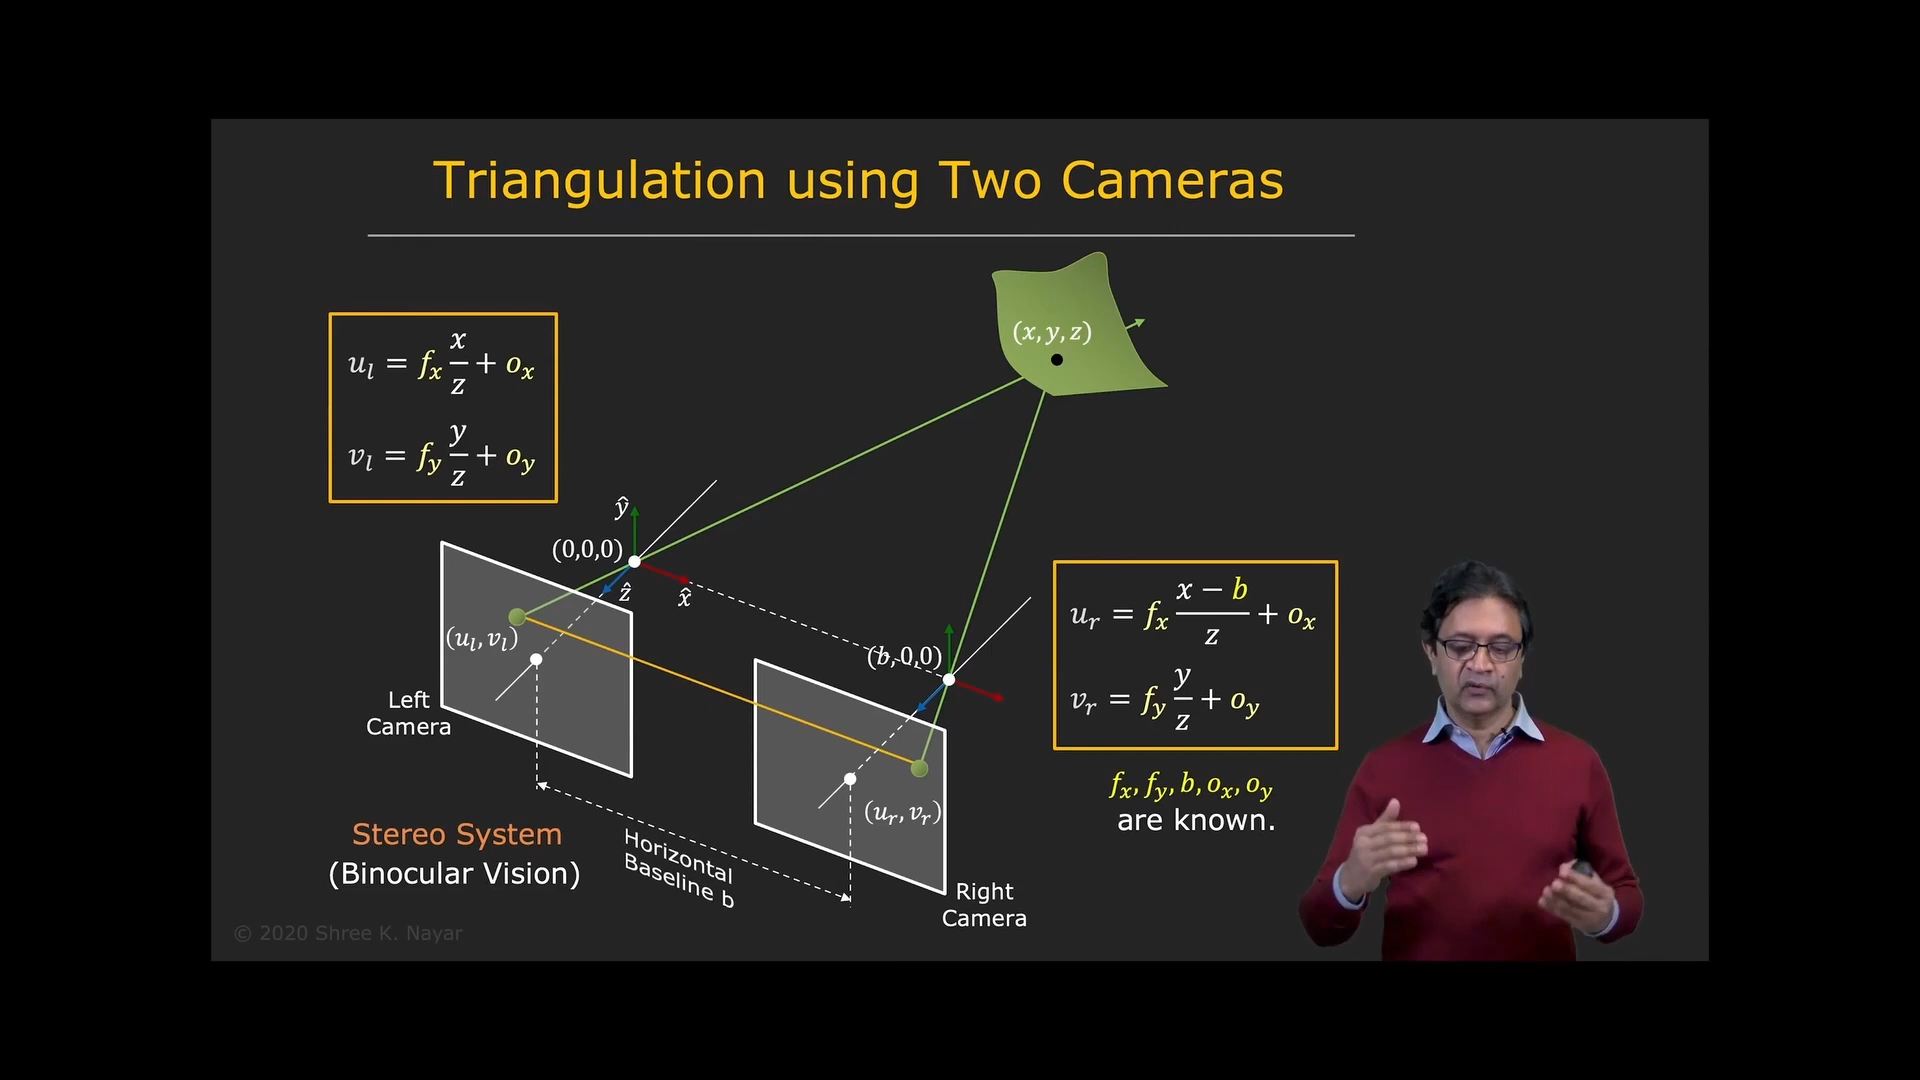 Triangulation using Two Cameras
(x, y, z)
u_l = f_x x/z + o_x
v_l = f_y y/z + o_y
ŷ
(0,0,0)
ẑ
x̂
(u_l, v_l)
Left
Camera
(b, 0,0)
u_r = f_x (x − b)/z + o_x
v_r = f_y y/z + o_y
f_x, f_y, b, o_x, o_y
are known.
(u_r, v_r)
Horizontal
Baseline b
Stereo System
(Binocular Vision)
Right
Camera
© 2020 Shree K. Nayar